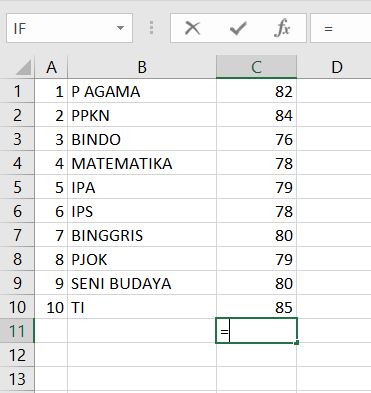 IF fx =
A B C D
1 1 P AGAMA 82
2 2 PPKN 84
3 3 BINDO 76
4 4 MATEMATIKA 78
5 5 IPA 79
6 6 IPS 78
7 7 BINGGRIS 80
8 8 PJOK 79
9 9 SENI BUDAYA 80
10 10 TI 85
11 =
12
13